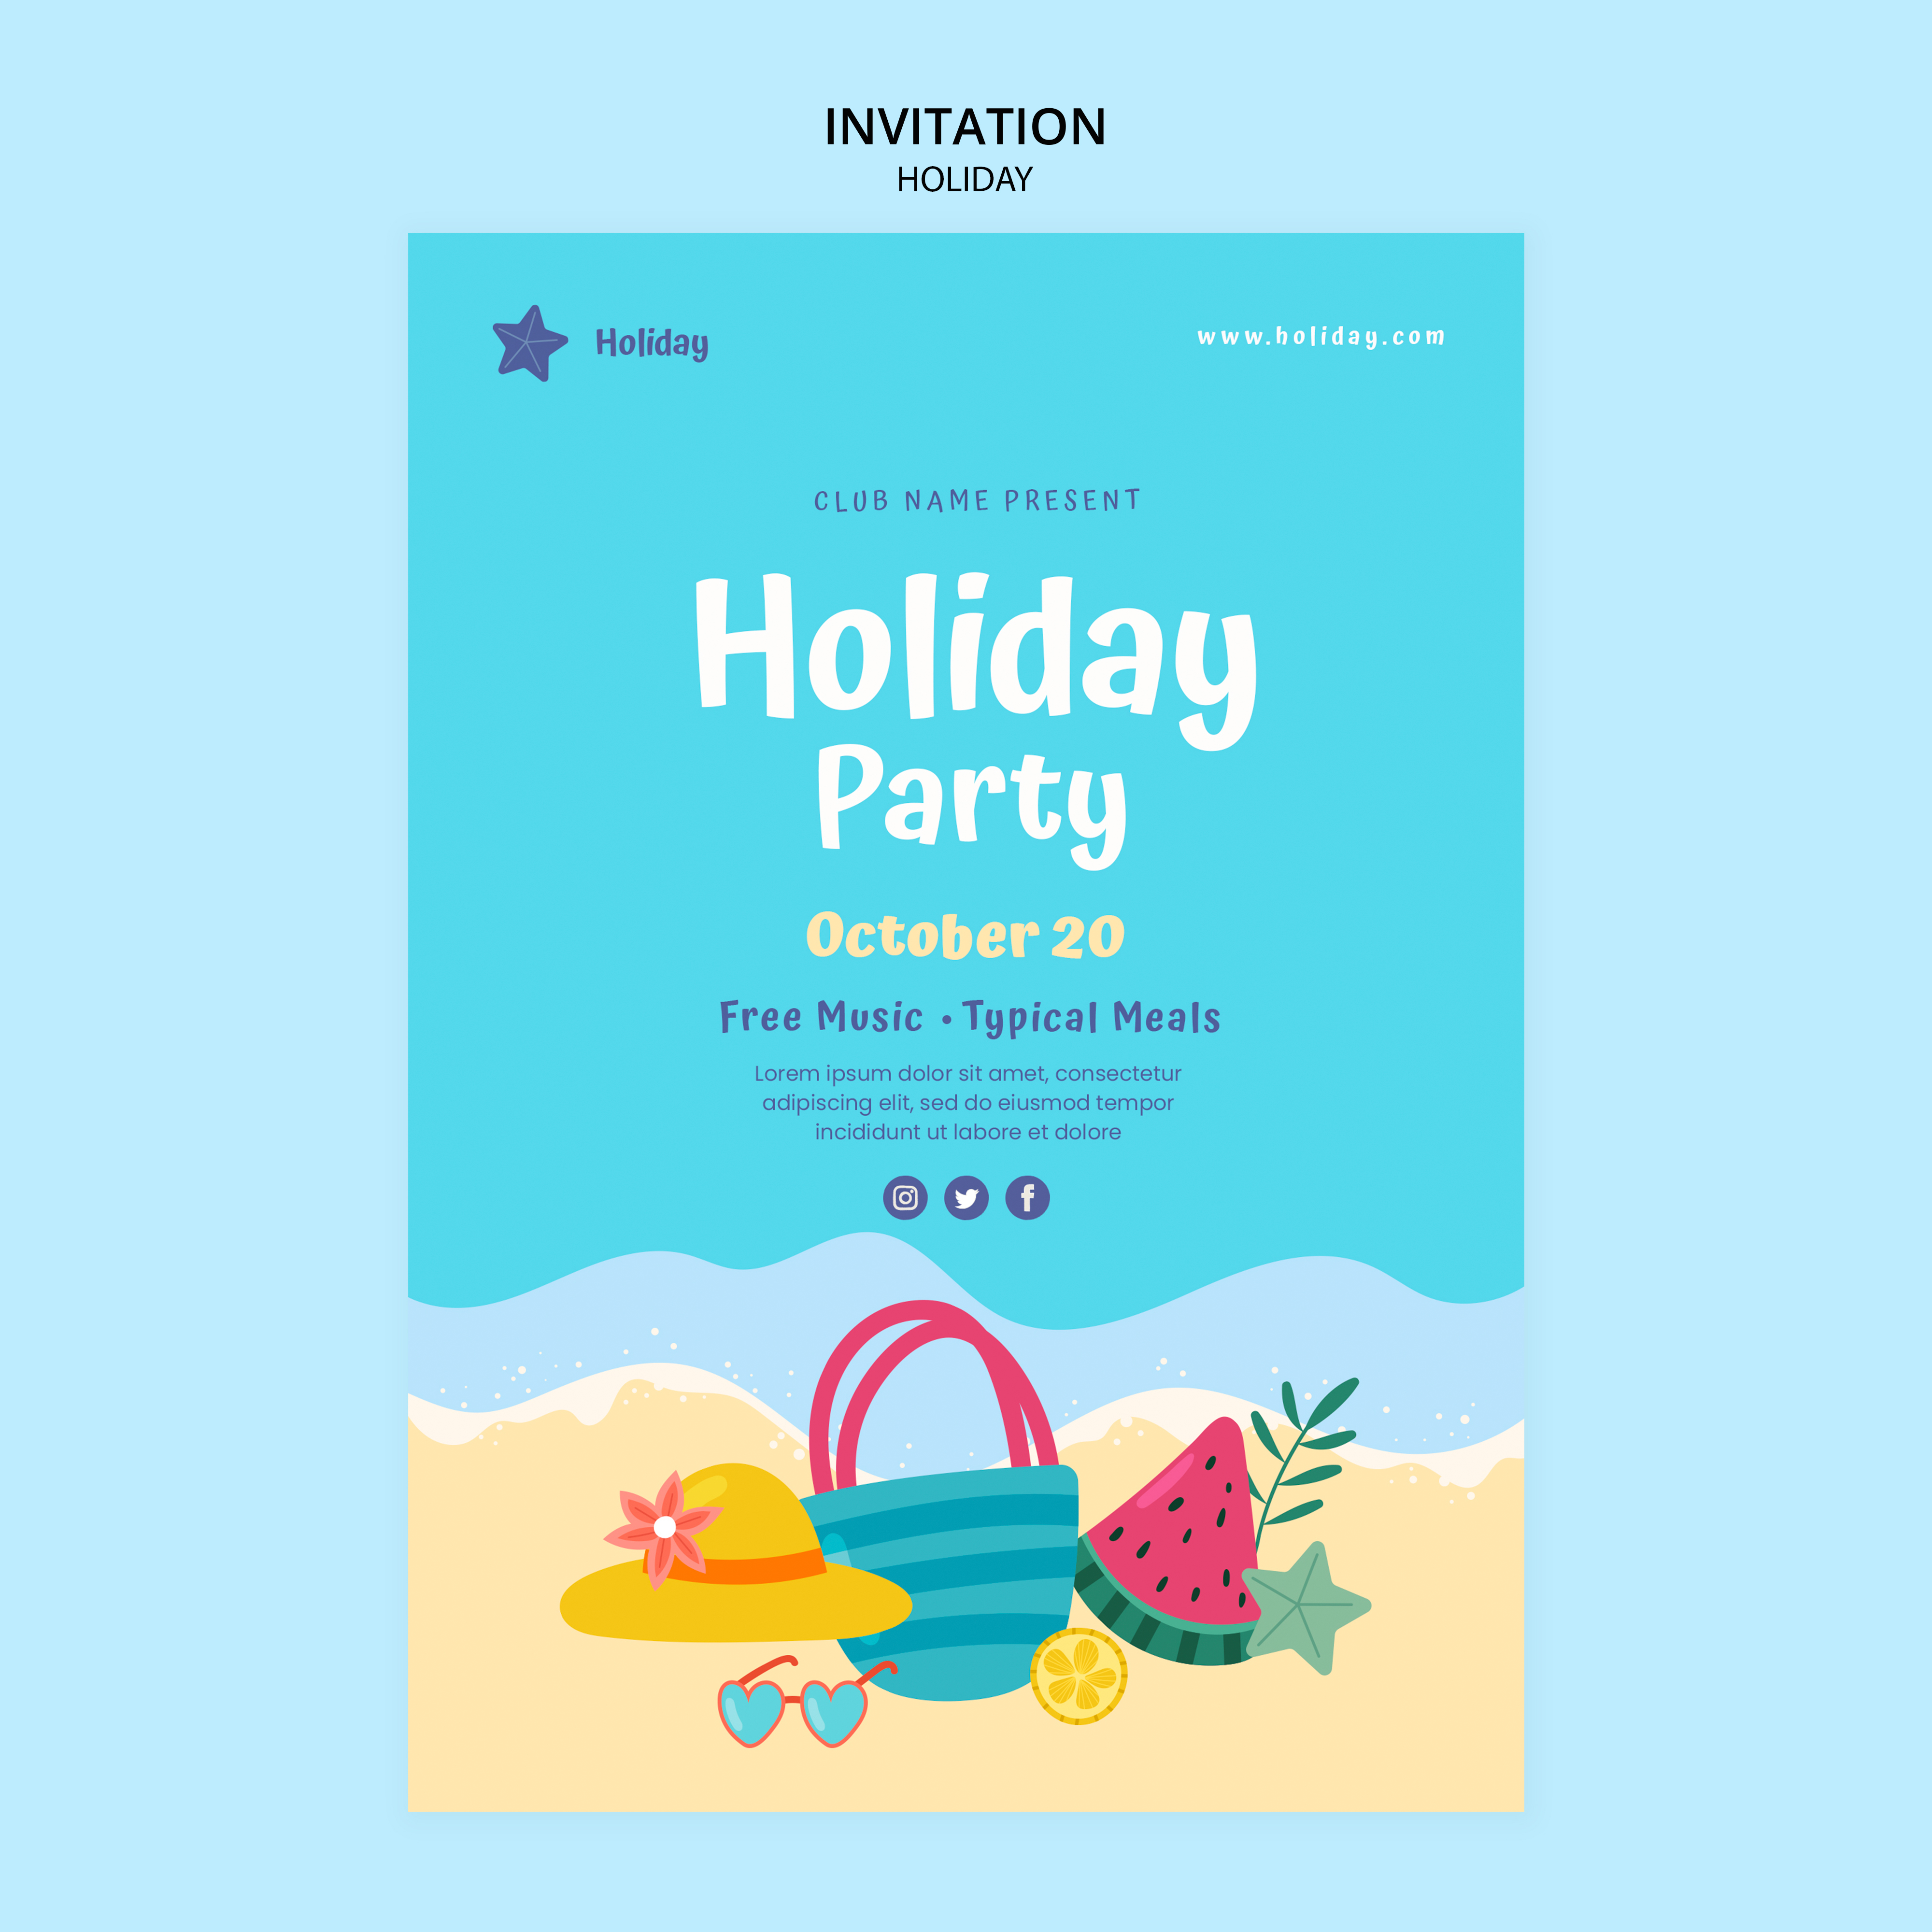 INVITATION
HOLIDAY
Holiday
www.holiday.com
CLUB NAME PRESENT
Holiday
Party
October 20
Free Music • Typical Meals
Lorem ipsum dolor sit amet, consectetur
adipiscing elit, sed do eiusmod tempor
incididunt ut labore et dolore